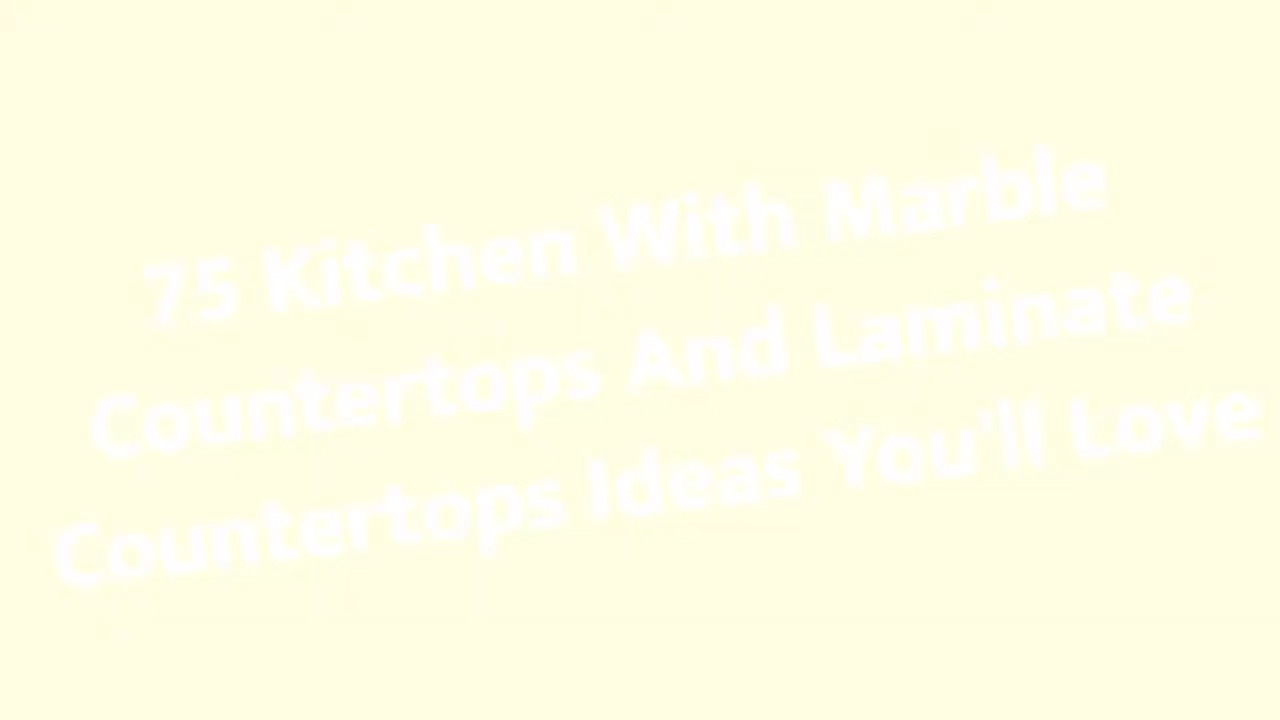 75 Kitchen With Marble
Countertops And Laminate
Countertops Ideas You'll Love